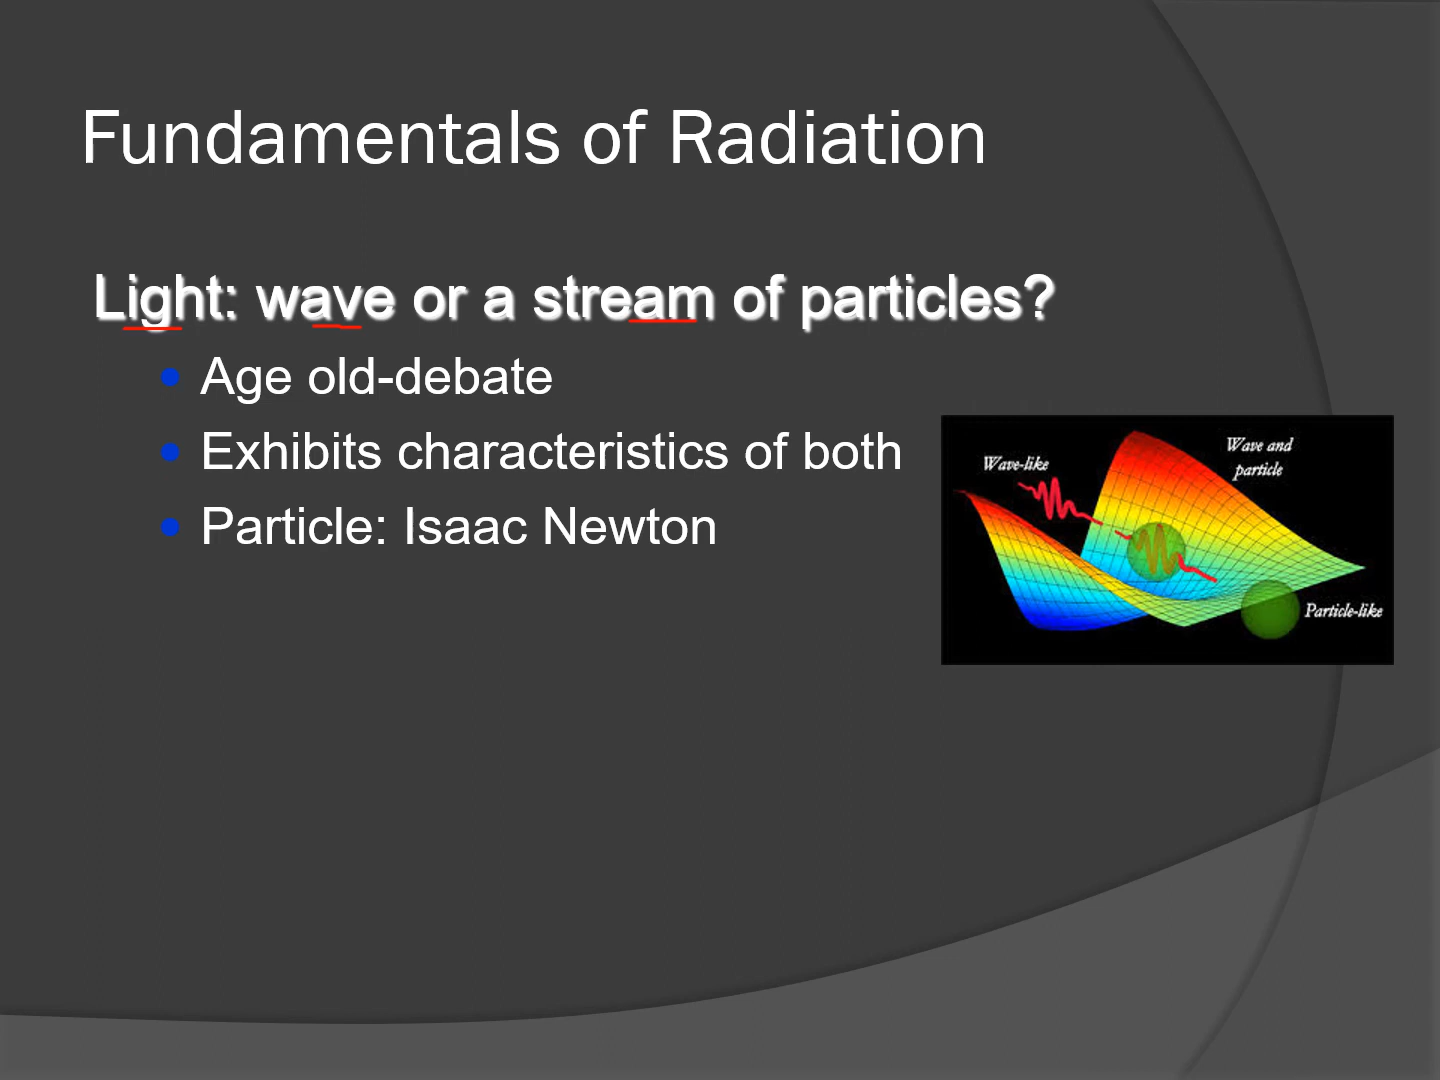 Fundamentals of Radiation
Light: wave or a stream of particles?
Age old-debate
Exhibits characteristics of both
Particle: Isaac Newton
Wave-like
Wave and
particle
Particle-like